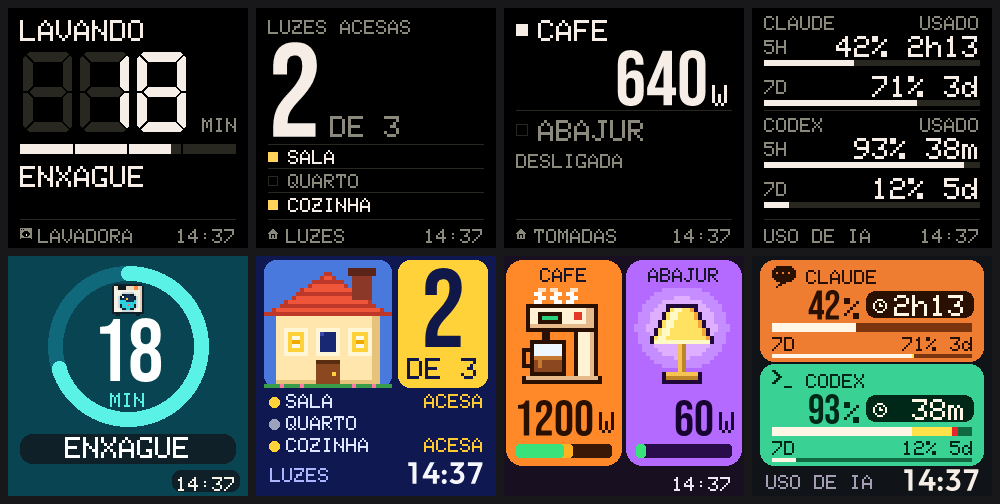 LAVANDO
18 MIN
ENXAGUE
LAVADORA 14:37
LUZES ACESAS
2 DE 3
SALA
QUARTO
COZINHA
LUZES 14:37
CAFE
640W
ABAJUR
DESLIGADA
TOMADAS 14:37
CLAUDE USADO
5H 42% 2h13
7D 71% 3d
CODEX USADO
5H 93% 38m
7D 12% 5d
USO DE IA 14:37
18
MIN
ENXAGUE
14:37
2
DE 3
SALA ACESA
QUARTO
COZINHA ACESA
LUZES 14:37
CAFE
1200W
ABAJUR
60W
14:37
CLAUDE
42% 2h13
7D 71% 3d
>_ CODEX
93% 38m
7D 12% 5d
USO DE IA 14:37